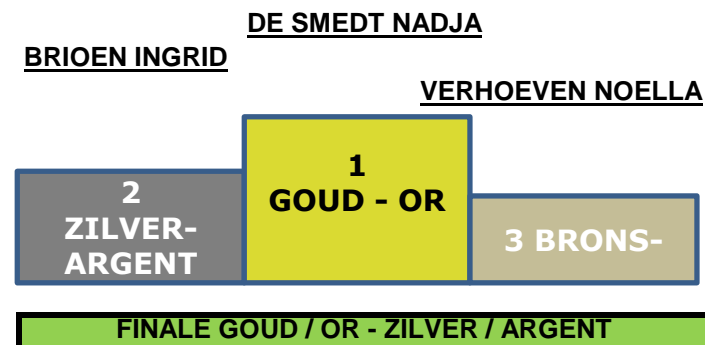 DE SMEDT NADJA
BRIOEN INGRID
VERHOEVEN NOELLA
1
GOUD - OR
2
ZILVER-
ARGENT
3 BRONS-
FINALE GOUD / OR - ZILVER / ARGENT